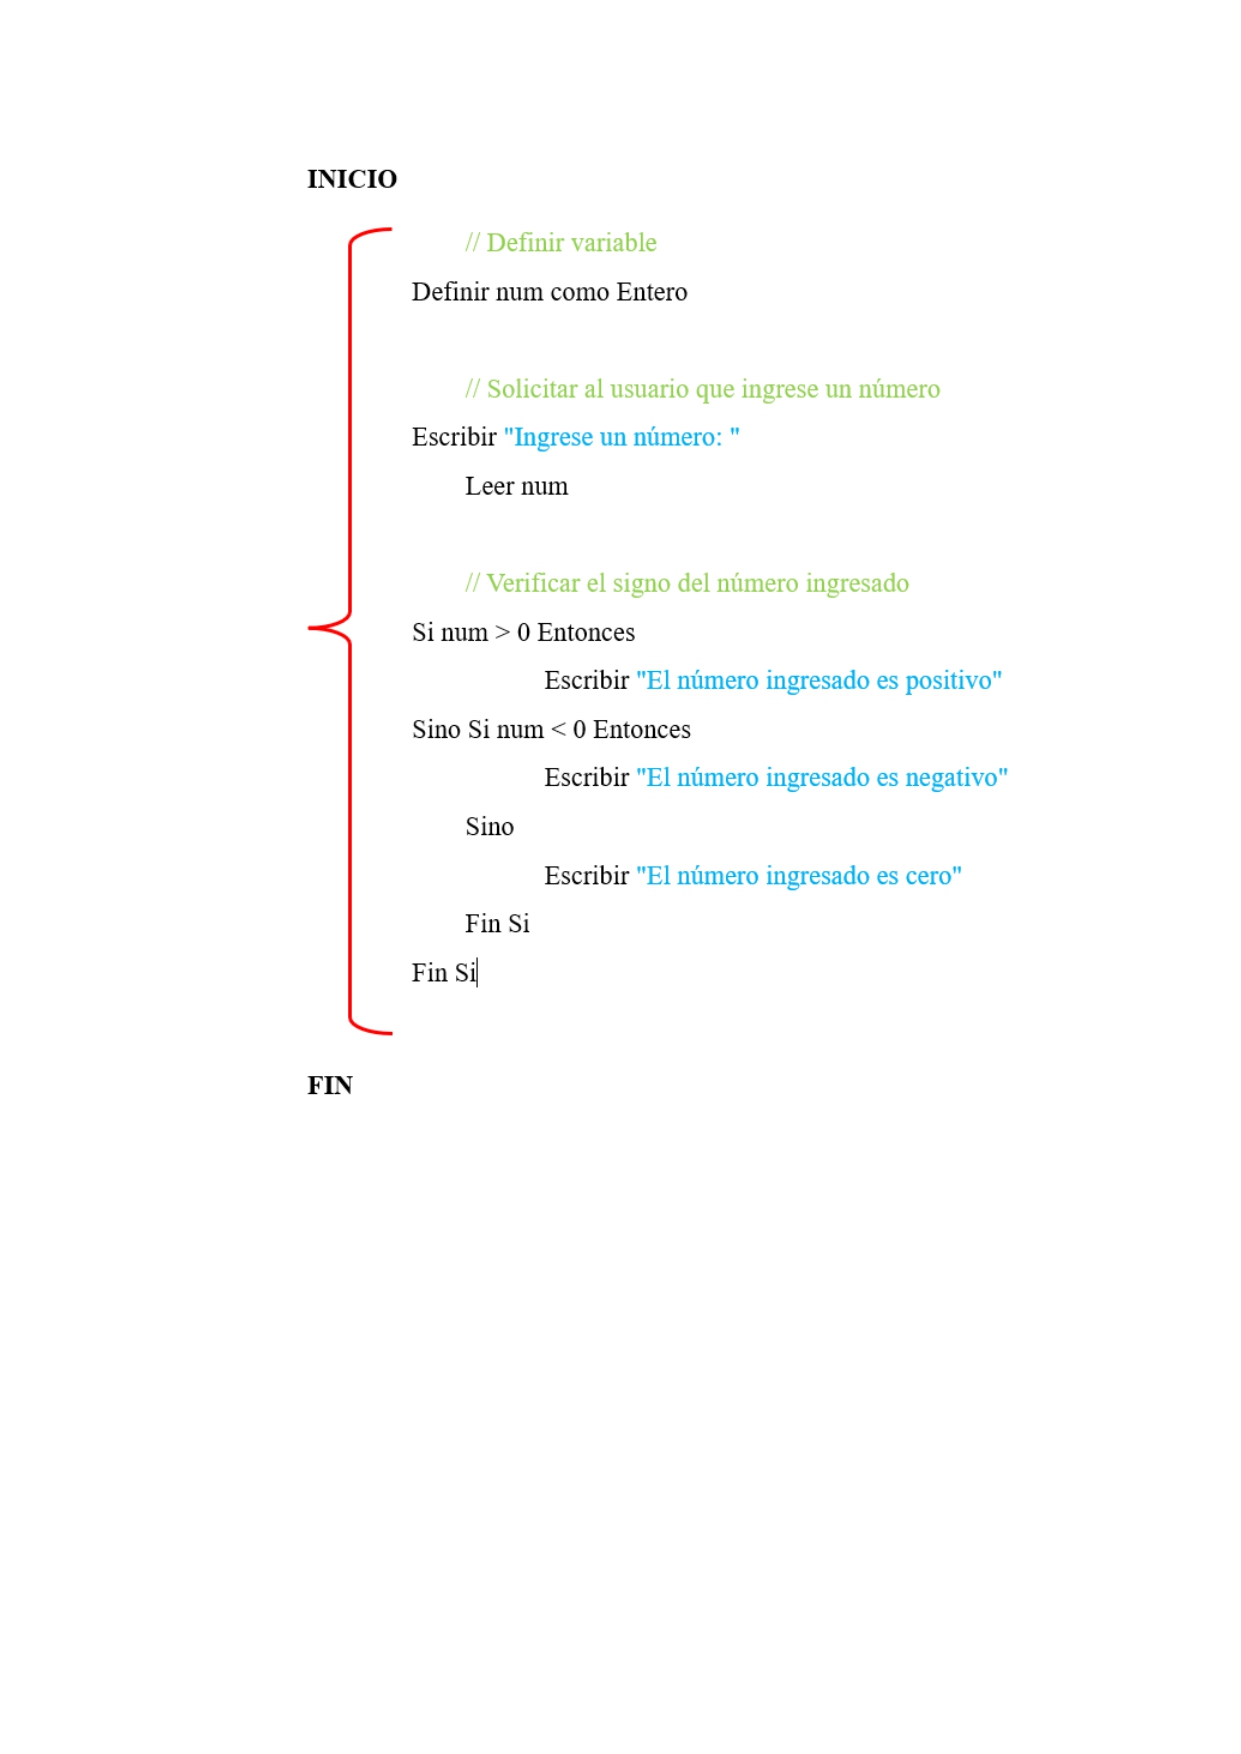 INICIO
// Definir variable
Definir num como Entero
// Solicitar al usuario que ingrese un número
Escribir "Ingrese un número: "
Leer num
// Verificar el signo del número ingresado
Si num > 0 Entonces
Escribir "El número ingresado es positivo"
Sino Si num < 0 Entonces
Escribir "El número ingresado es negativo"
Sino
Escribir "El número ingresado es cero"
Fin Si
Fin Si
FIN